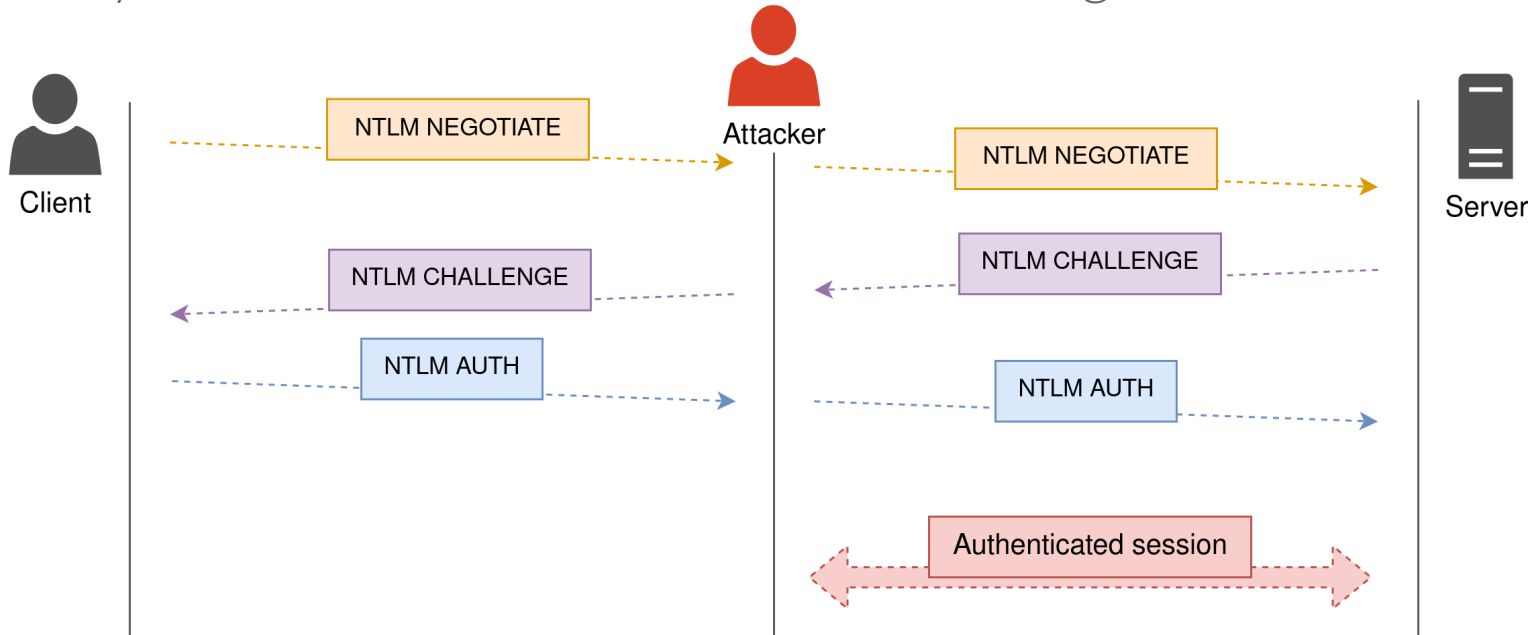 Attacker
NTLM NEGOTIATE
NTLM NEGOTIATE
Client
Server
NTLM CHALLENGE
NTLM CHALLENGE
NTLM AUTH
NTLM AUTH
Authenticated session